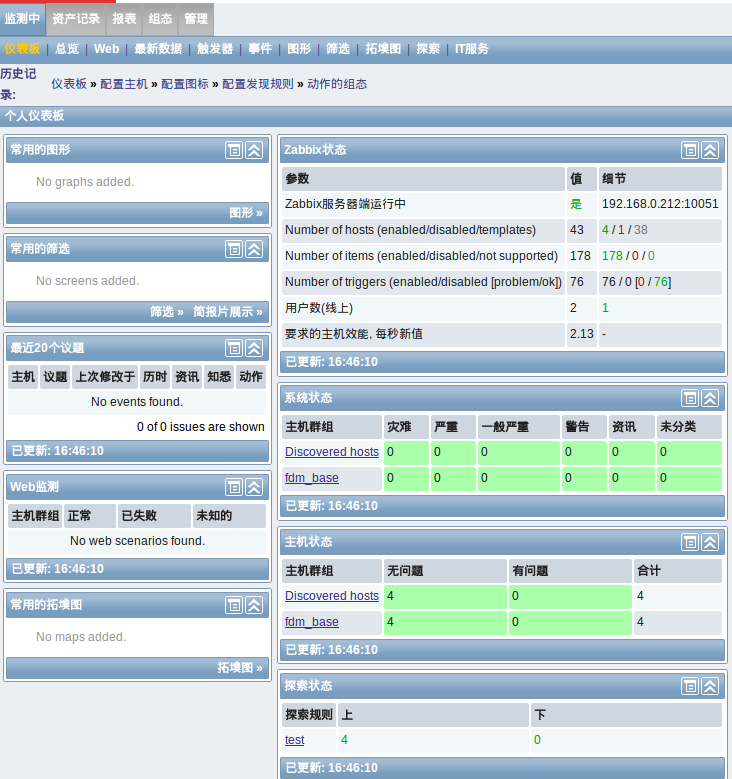 监测中 资产记录 报表 组态 管理
仪表板 | 总览 | Web | 最新数据 | 触发器 | 事件 | 图形 | 筛选 | 拓墣图 | 探索 | IT服务
历史记录: 仪表板 » 配置主机 » 配置图标 » 配置发现规则 » 动作的组态
个人仪表板
常用的图形
No graphs added.
图形 »
常用的筛选
No screens added.
筛选 » 简报片展示 »
最近20个议题
主机 议题 上次修改于 历时 资讯 知悉 动作
No events found.
0 of 0 issues are shown
已更新: 16:46:10
Web监测
主机群组 正常 已失败 未知的
No web scenarios found.
已更新: 16:46:10
常用的拓墣图
No maps added.
拓墣图 »
Zabbix状态
参数 值 细节
Zabbix服务器端运行中 是 192.168.0.212:10051
Number of hosts (enabled/disabled/templates) 43 4 / 1 / 38
Number of items (enabled/disabled/not supported) 178 178 / 0 / 0
Number of triggers (enabled/disabled [problem/ok]) 76 76 / 0 [0 / 76]
用户数(线上) 2 1
要求的主机效能, 每秒新值 2.13 -
已更新: 16:46:10
系统状态
主机群组 灾难 严重 一般严重 警告 资讯 未分类
Discovered hosts 0 0 0 0 0 0
fdm_base 0 0 0 0 0 0
已更新: 16:46:10
主机状态
主机群组 无问题 有问题 合计
Discovered hosts 4 0 4
fdm_base 4 0 4
已更新: 16:46:10
探索状态
探索规则 上 下
test 4 0
已更新: 16:46:10